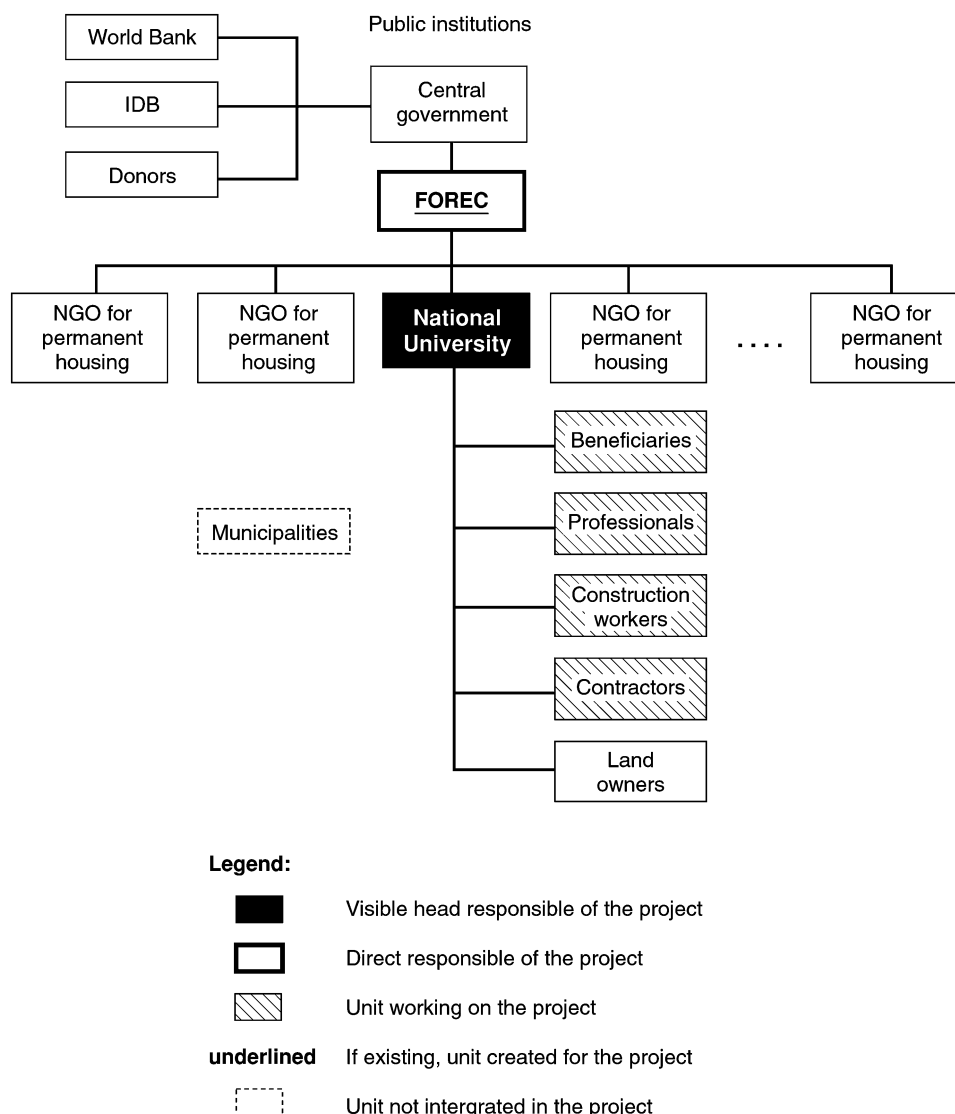 Public institutions
World Bank
IDB
Donors
Central
government
FOREC
NGO for
permanent
housing
NGO for
permanent
housing
National
University
NGO for
permanent
housing
....
NGO for
permanent
housing
Beneficiaries
Professionals
Municipalities
Construction
workers
Contractors
Land
owners
Legend:
Visible head responsible of the project
Direct responsible of the project
Unit working on the project
underlined If existing, unit created for the project
Unit not intergrated in the project